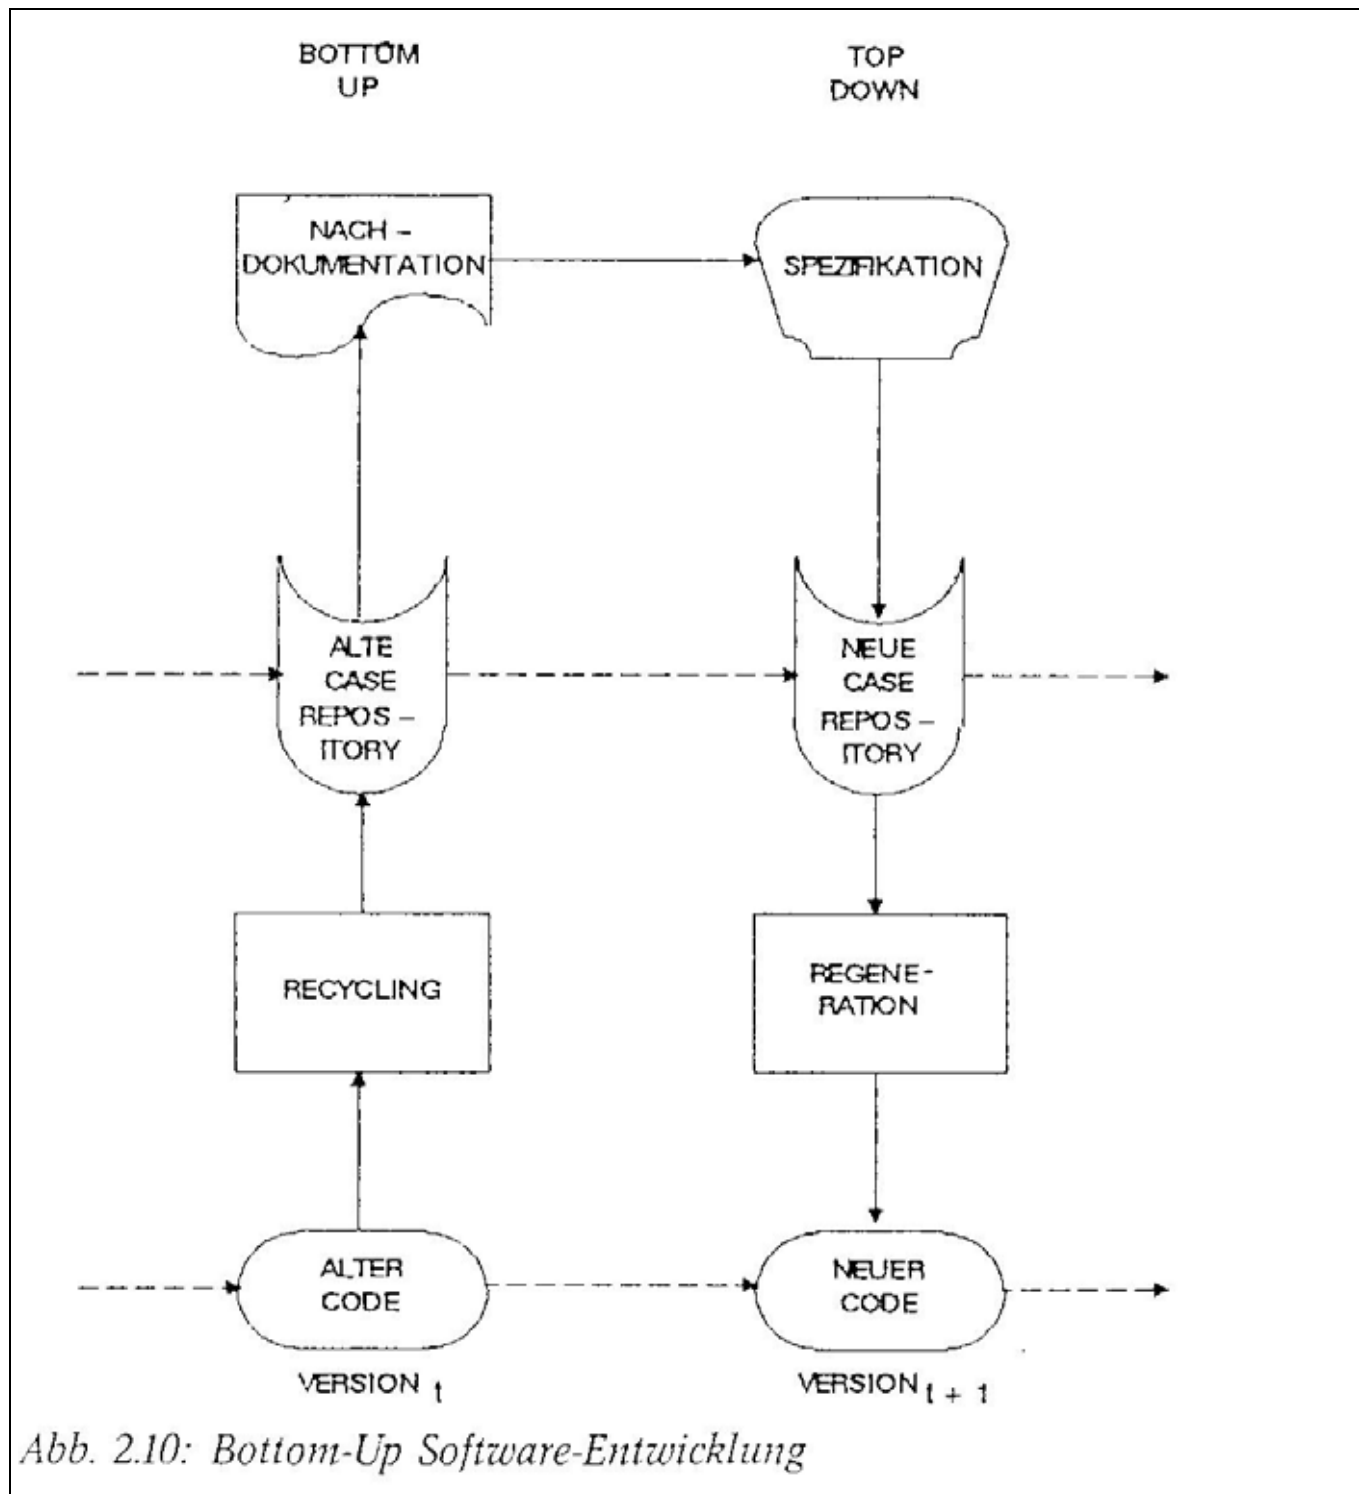 BOTTOM
UP
TOP
DOWN
NACH –
DOKUMENTATION
SPEZIFIKATION
ALTE
CASE
REPOS –
ITORY
NEUE
CASE
REPOS –
ITORY
RECYCLING
REGENE-
RATION
ALTER
CODE
NEUER
CODE
VERSION t
VERSION t + 1
Abb. 2.10: Bottom-Up Software-Entwicklung